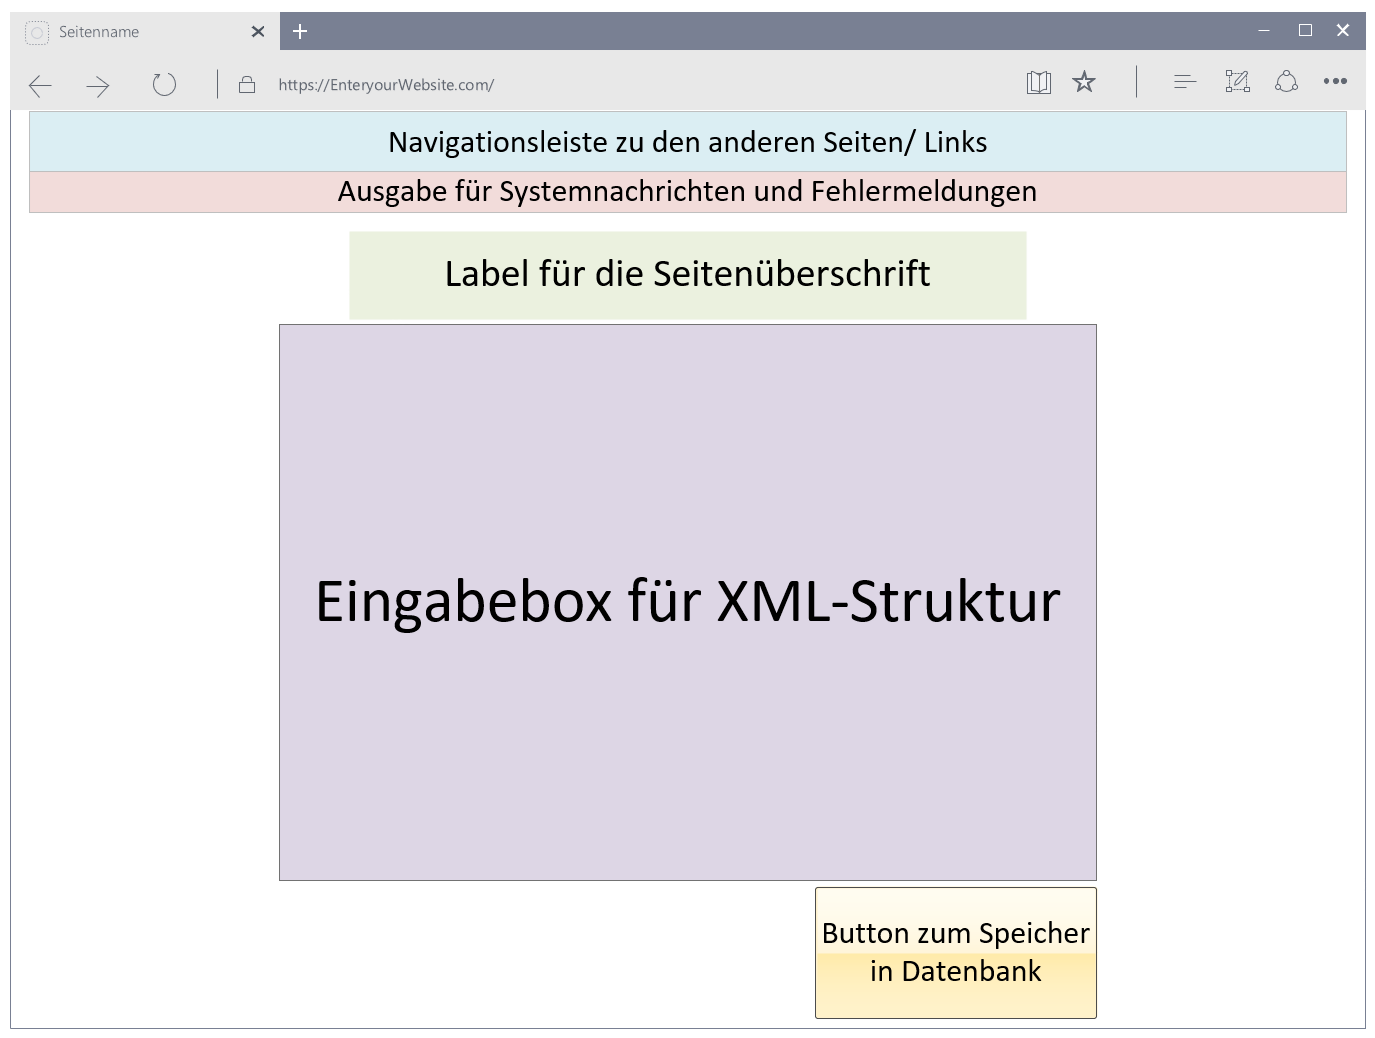 Seitenname
https://EnteryourWebsite.com/
Navigationsleiste zu den anderen Seiten/ Links
Ausgabe für Systemnachrichten und Fehlermeldungen
Label für die Seitenüberschrift
Eingabebox für XML-Struktur
Button zum Speicher
in Datenbank